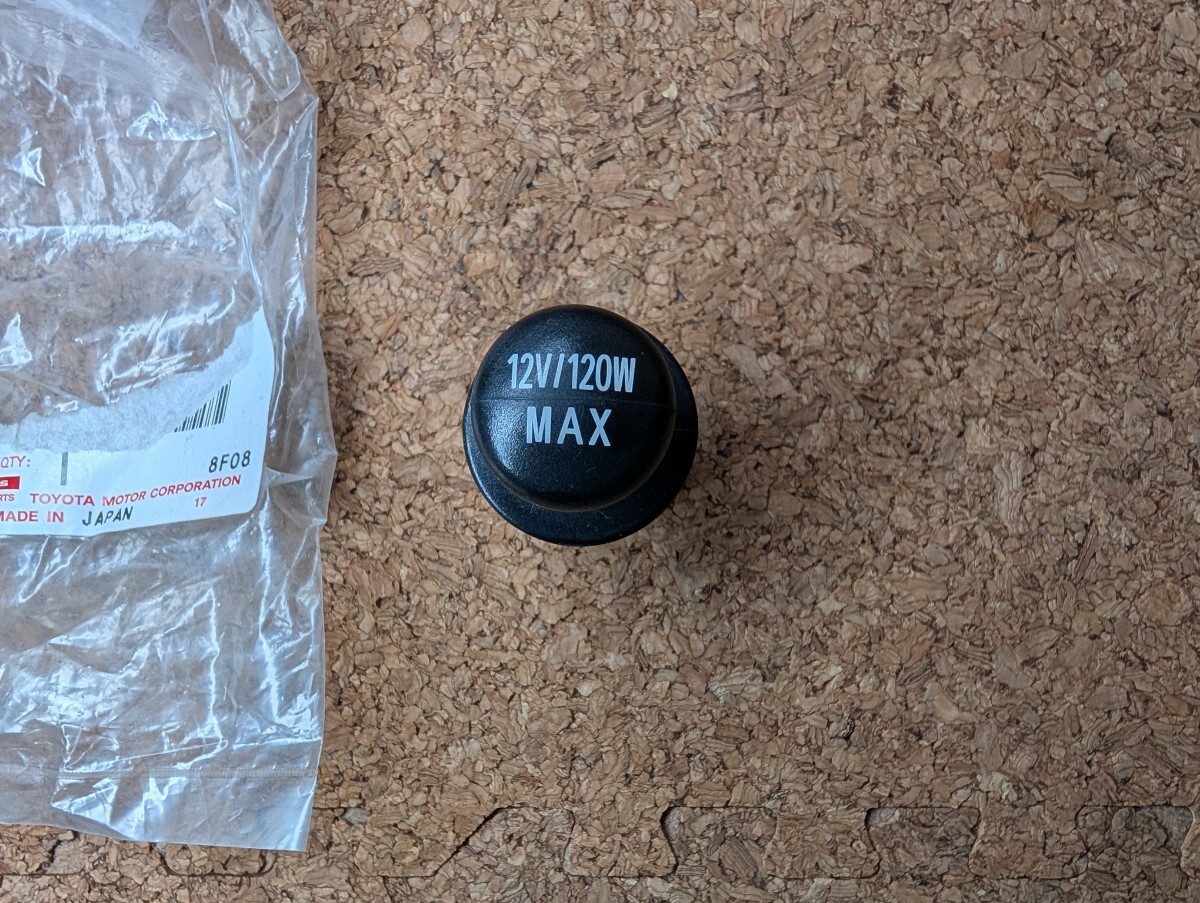 12V/120W
MAX
QTY:
8F08
TOYOTA MOTOR CORPORATION
17
MADE IN JAPAN